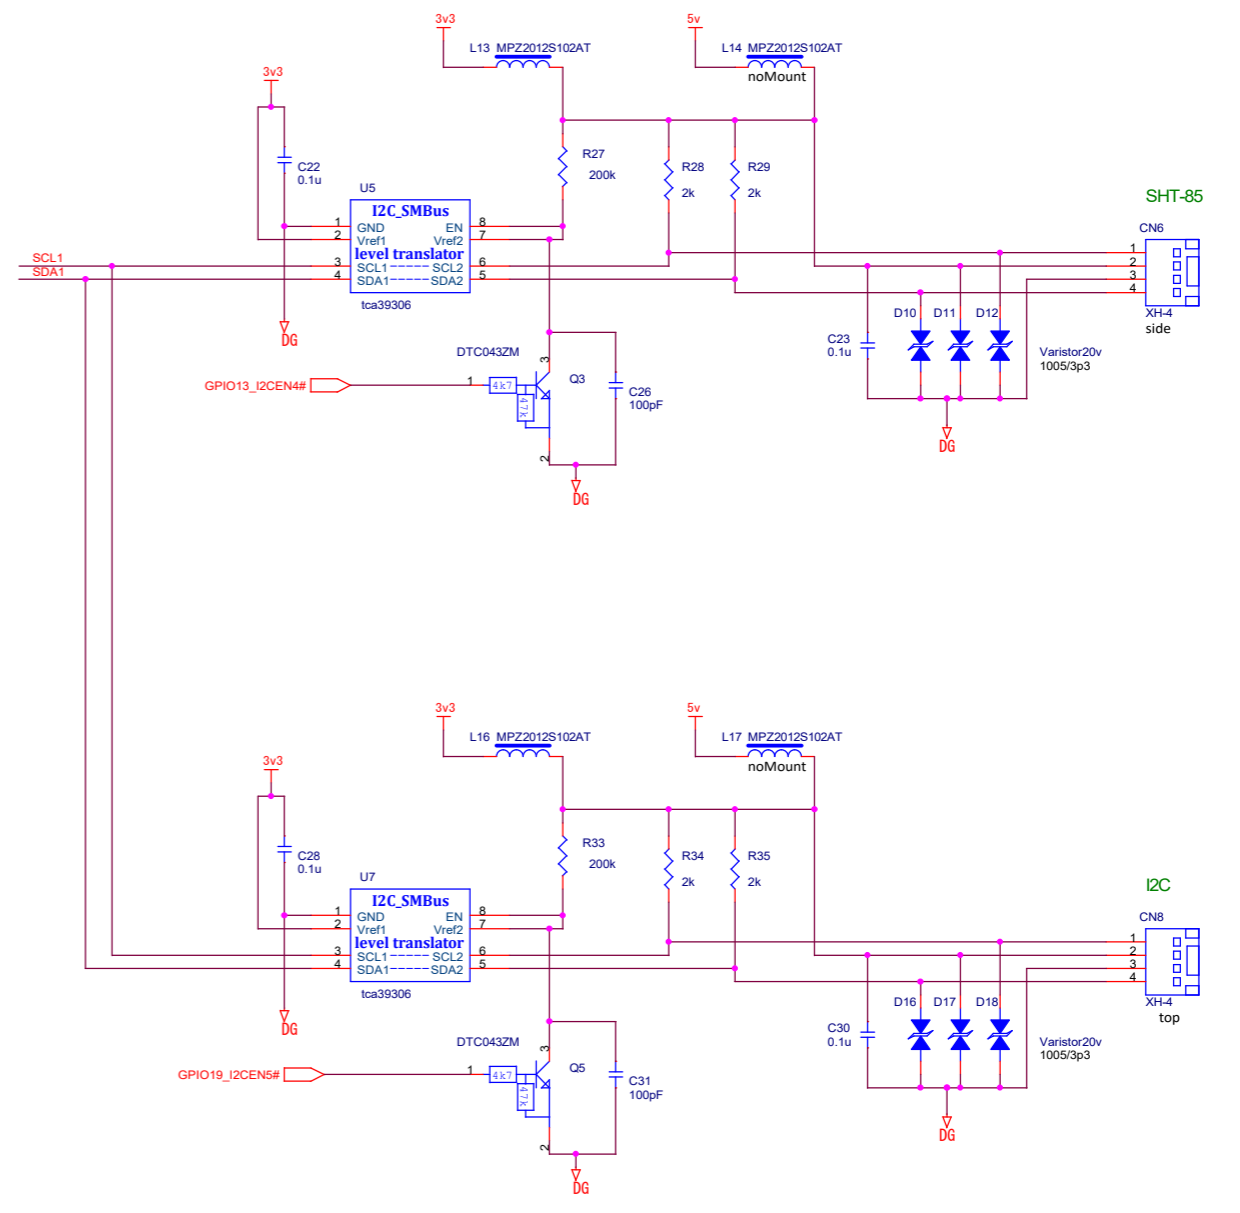 3v3
5v
L13 MPZ2012S102AT
L14 MPZ2012S102AT
noMount
3v3
C22
0.1u
R27
200k
R28
2k
R29
2k
U5
I2C_SMBus
level translator
1 GND
2 Vref1
3 SCL1------SCL2 6
4 SDA1------SDA2 5
EN 8
Vref2 7
tca39306
SCL1
SDA1
DG
SHT-85
CN6
1
2
3
4
XH-4
side
D10 D11 D12
C23
0.1u
Varistor20v
1005/3p3
DG
DTC043ZM
GPIO13_I2CEN4#
1
4k7
47k
3
2
Q3
C26
100pF
DG
3v3
5v
L16 MPZ2012S102AT
L17 MPZ2012S102AT
noMount
3v3
C28
0.1u
R33
200k
R34
2k
R35
2k
U7
I2C_SMBus
level translator
1 GND
2 Vref1
3 SCL1------SCL2 6
4 SDA1------SDA2 5
EN 8
Vref2 7
tca39306
DG
I2C
CN8
1
2
3
4
XH-4
top
D16 D17 D18
C30
0.1u
Varistor20v
1005/3p3
DG
DTC043ZM
GPIO19_I2CEN5#
1
4k7
47k
3
2
Q5
C31
100pF
DG